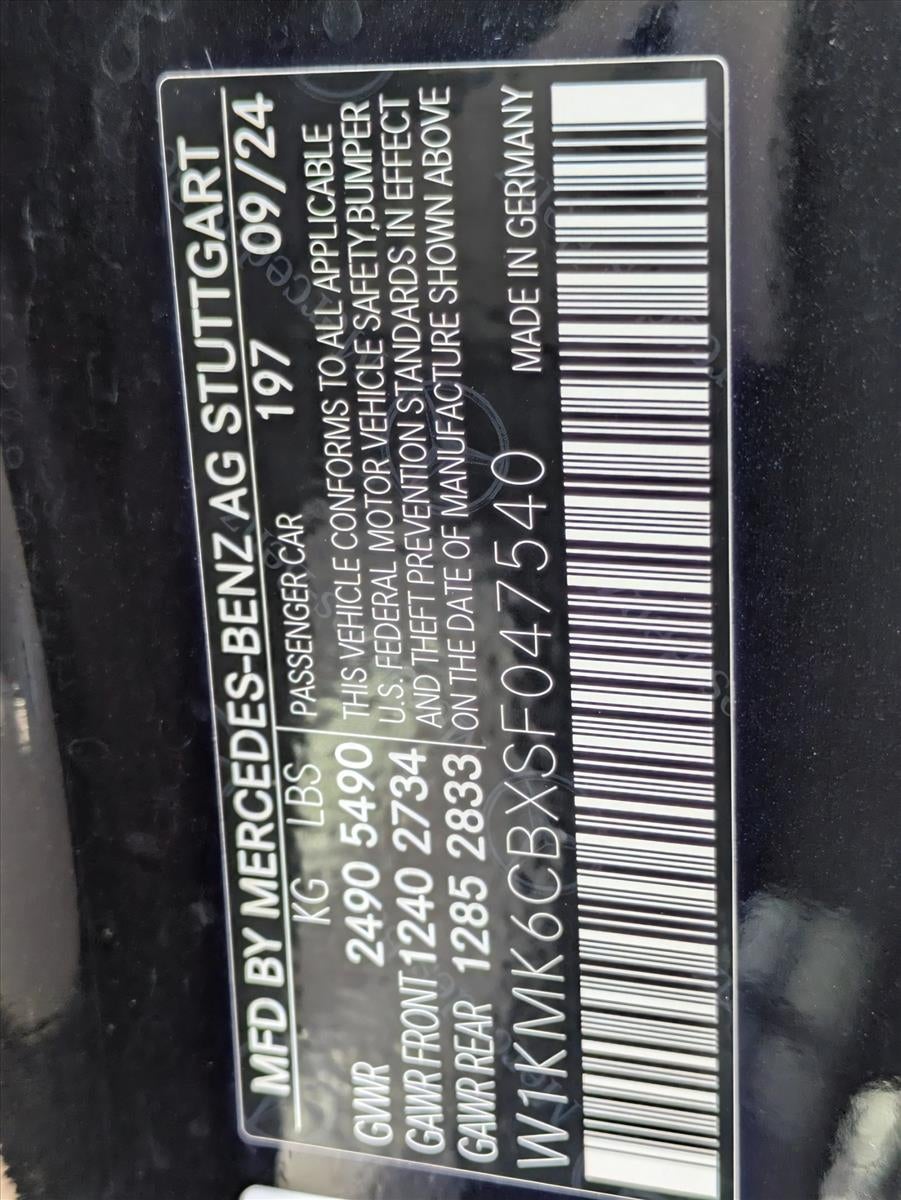 MFD BY MERCEDES-BENZ AG STUTTGART
197 09/24
KG LBS PASSENGER CAR
GVWR 2490 5490 THIS VEHICLE CONFORMS TO ALL APPLICABLE
U.S. FEDERAL MOTOR VEHICLE SAFETY,BUMPER
GAWR FRONT 1240 2734 AND THEFT PREVENTION STANDARDS IN EFFECT
GAWR REAR 1285 2833 ON THE DATE OF MANUFACTURE SHOWN ABOVE
MADE IN GERMANY
W1KMK6CBXSF047540